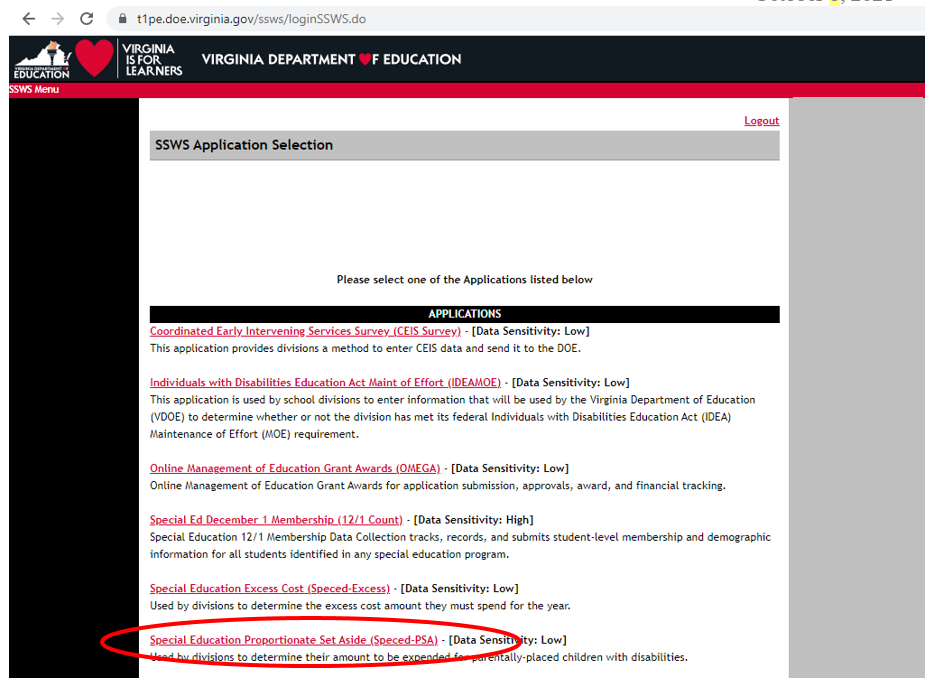 t1pe.doe.virginia.gov/ssws/loginSSWS.do
EDUCATION
VIRGINIA
IS FOR
LEARNERS
VIRGINIA DEPARTMENT OF EDUCATION
SSWS Menu
Logout
SSWS Application Selection
Please select one of the Applications listed below
APPLICATIONS
Coordinated Early Intervening Services Survey (CEIS Survey) - [Data Sensitivity: Low]
This application provides divisions a method to enter CEIS data and send it to the DOE.
Individuals with Disabilities Education Act Maint of Effort (IDEAMOE) - [Data Sensitivity: Low]
This application is used by school divisions to enter information that will be used by the Virginia Department of Education
(VDOE) to determine whether or not the division has met its federal Individuals with Disabilities Education Act (IDEA)
Maintenance of Effort (MOE) requirement.
Online Management of Education Grant Awards (OMEGA) - [Data Sensitivity: Low]
Online Management of Education Grant Awards for application submission, approvals, award, and financial tracking.
Special Ed December 1 Membership (12/1 Count) - [Data Sensitivity: High]
Special Education 12/1 Membership Data Collection tracks, records, and submits student-level membership and demographic
information for all students identified in any special education program.
Special Education Excess Cost (Speced-Excess) - [Data Sensitivity: Low]
Used by divisions to determine the excess cost amount they must spend for the year.
Special Education Proportionate Set Aside (Speced-PSA) - [Data Sensitivity: Low]
Used by divisions to determine their amount to be expended for parentally-placed children with disabilities.